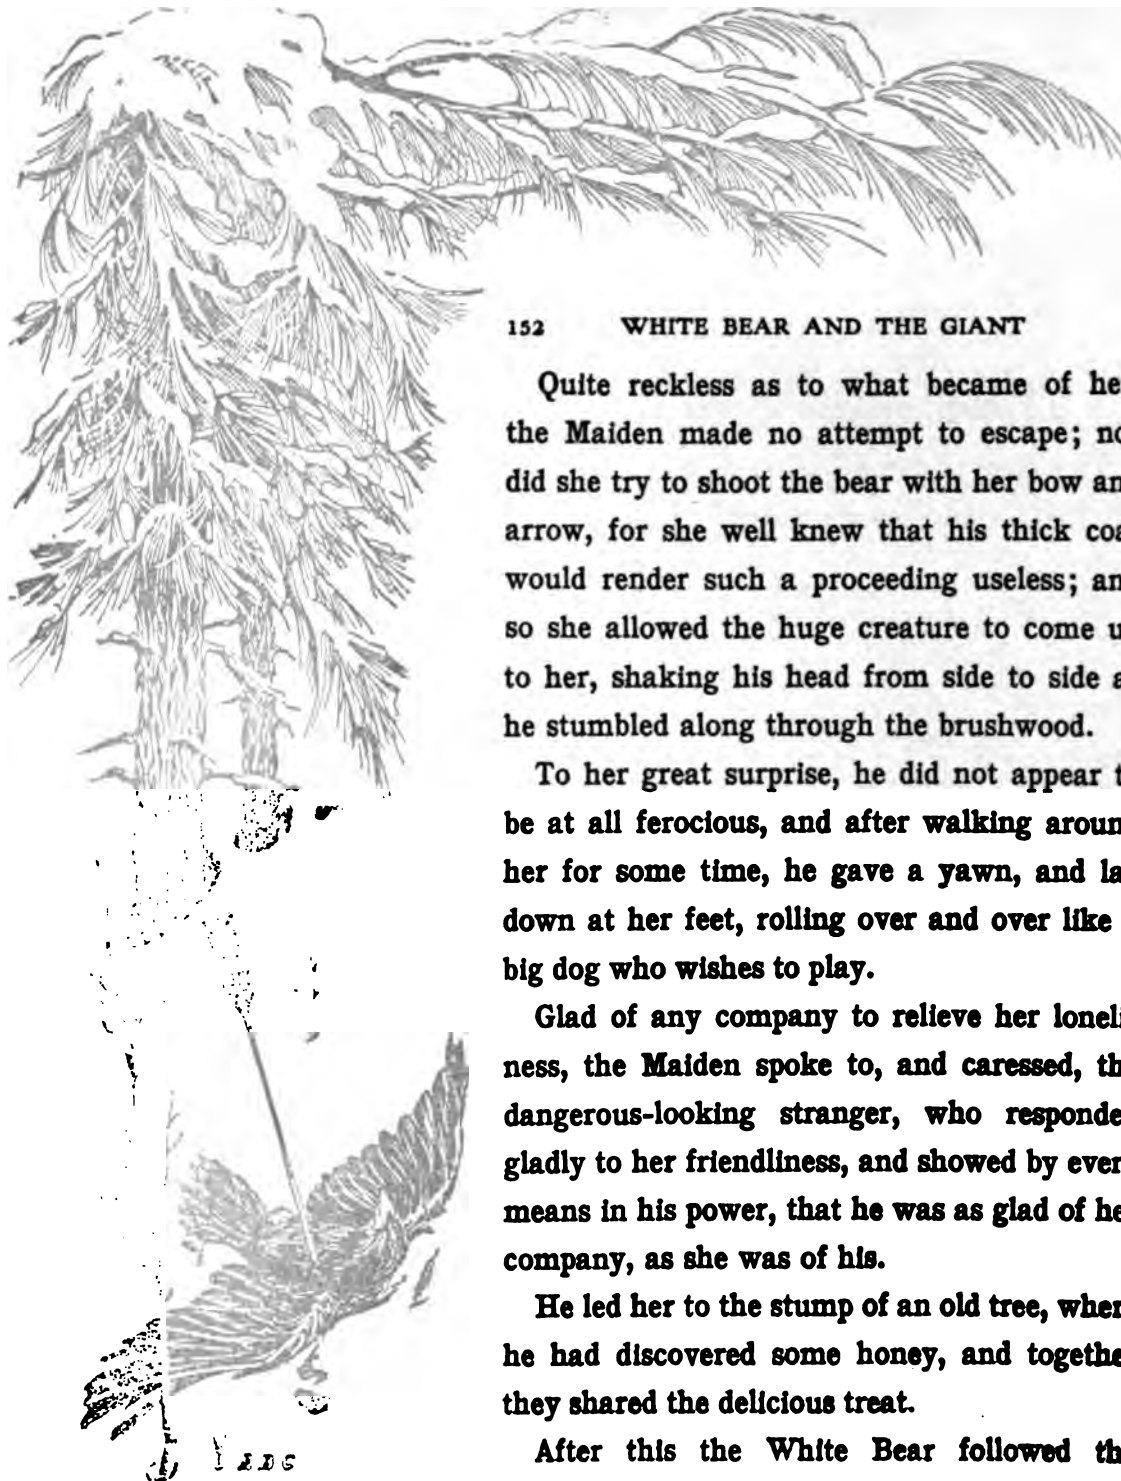 152 WHITE BEAR AND THE GIANT
Quite reckless as to what became of he
the Maiden made no attempt to escape; no
did she try to shoot the bear with her bow an
arrow, for she well knew that his thick coa
would render such a proceeding useless; an
so she allowed the huge creature to come u
to her, shaking his head from side to side a
he stumbled along through the brushwood.
To her great surprise, he did not appear t
be at all ferocious, and after walking aroun
her for some time, he gave a yawn, and la
down at her feet, rolling over and over like
big dog who wishes to play.
Glad of any company to relieve her loneli
ness, the Maiden spoke to, and caressed, th
dangerous-looking stranger, who responde
gladly to her friendliness, and showed by ever
means in his power, that he was as glad of he
company, as she was of his.
He led her to the stump of an old tree, wher
he had discovered some honey, and togethe
they shared the delicious treat.
After this the White Bear followed th